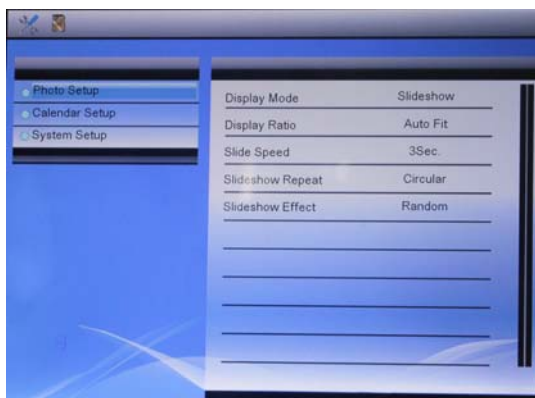 Photo Setup
Calendar Setup
System Setup
Display Mode Slideshow
Display Ratio Auto Fit
Slide Speed 3Sec.
Slideshow Repeat Circular
Slideshow Effect Random